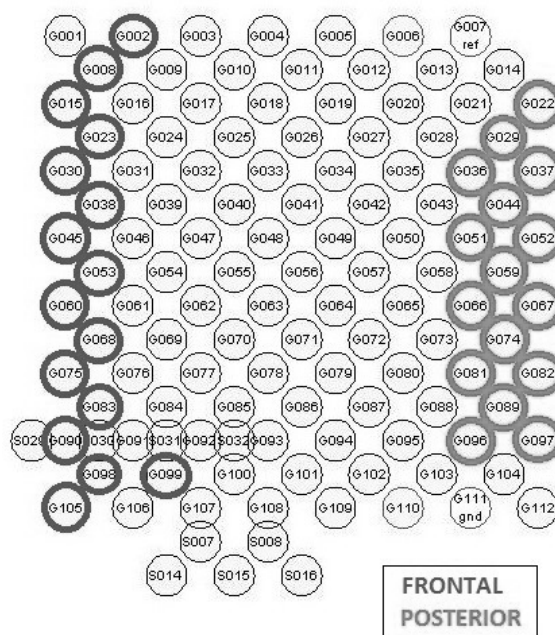 G001 G002 G003 G004 G005 G006 G007 ref
G008 G009 G010 G011 G012 G013 G014
G015 G016 G017 G018 G019 G020 G021 G022
G023 G024 G025 G026 G027 G028 G029
G030 G031 G032 G033 G034 G035 G036 G037
G038 G039 G040 G041 G042 G043 G044
G045 G046 G047 G048 G049 G050 G051 G052
G053 G054 G055 G056 G057 G058 G059
G060 G061 G062 G063 G064 G065 G066 G067
G068 G069 G070 G071 G072 G073 G074
G075 G076 G077 G078 G079 G080 G081 G082
G083 G084 G085 G086 G087 G088 G089
S029 G090 S030 G091 S031 G092 S032 G093 G094 G095 G096 G097
G098 G099 G100 G101 G102 G103 G104
G105 G106 G107 G108 G109 G110 G111 gnd G112
S007 S008
S014 S015 S016
FRONTAL
POSTERIOR